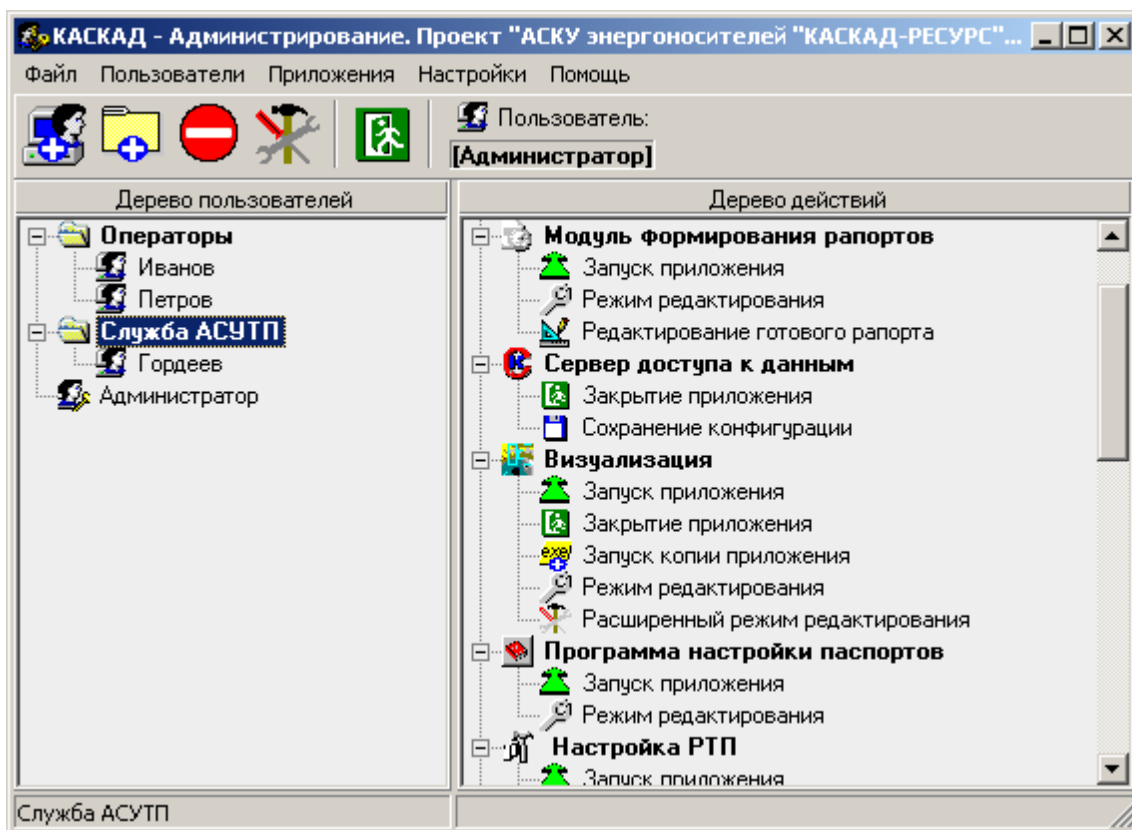 КАСКАД - Администрирование. Проект "АСКУ энергоносителей "КАСКАД-РЕСУРС"...
Файл Пользователи Приложения Настройки Помощь
Пользователь:
[Администратор]
Дерево пользователей
Операторы
Иванов
Петров
Служба АСУТП
Гордеев
Администратор
Дерево действий
Модуль формирования рапортов
Запуск приложения
Режим редактирования
Редактирование готового рапорта
Сервер доступа к данным
Закрытие приложения
Сохранение конфигурации
Визуализация
Запуск приложения
Закрытие приложения
exe
Запуск копии приложения
Режим редактирования
Расширенный режим редактирования
Программа настройки паспортов
Запуск приложения
Режим редактирования
Настройка РТП
Запуск приложения
Служба АСУТП